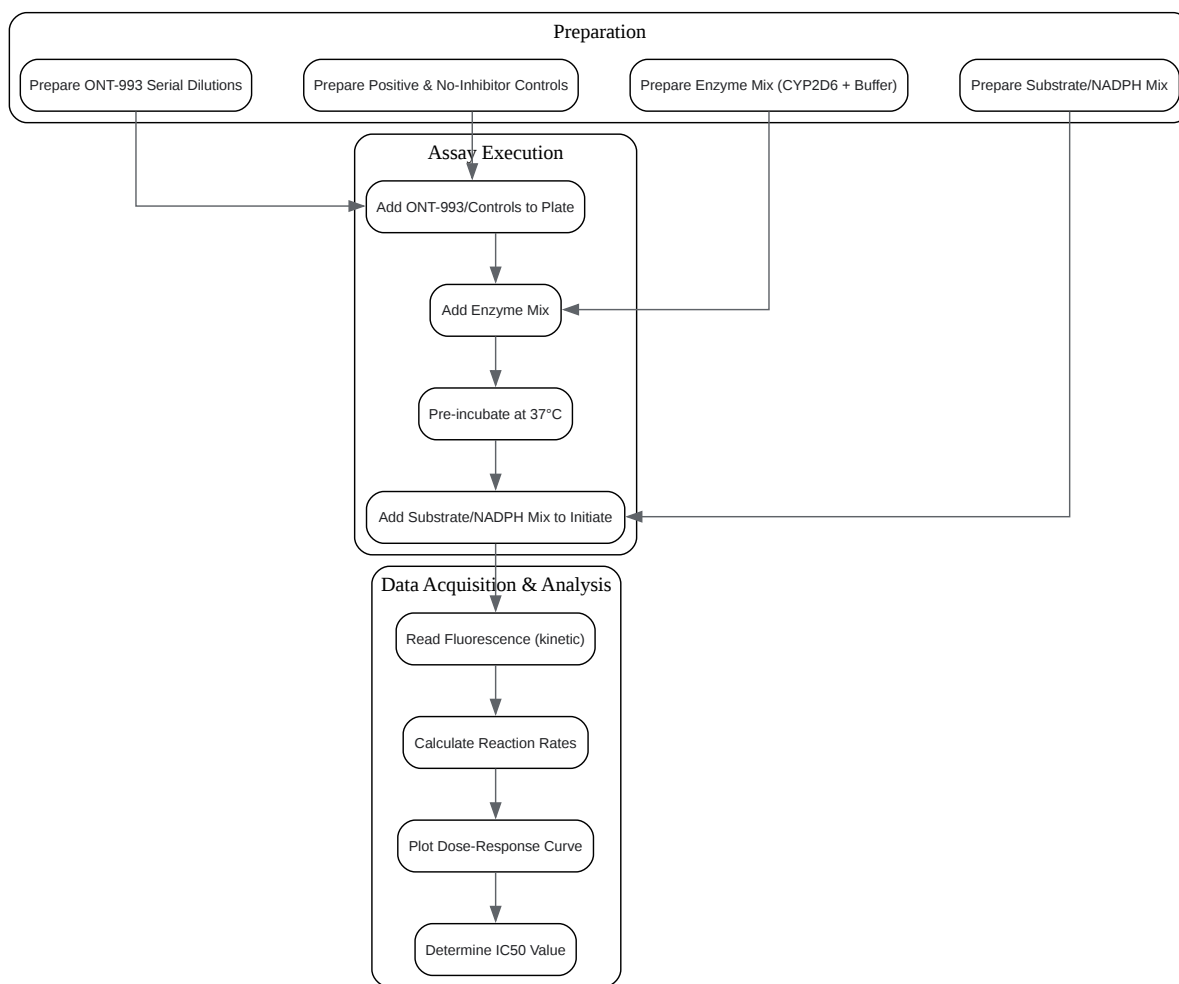 Preparation
Prepare ONT-993 Serial Dilutions
Prepare Positive & No-Inhibitor Controls
Prepare Enzyme Mix (CYP2D6 + Buffer)
Prepare Substrate/NADPH Mix
Assay Execution
Add ONT-993/Controls to Plate
Add Enzyme Mix
Pre-incubate at 37°C
Add Substrate/NADPH Mix to Initiate
Data Acquisition & Analysis
Read Fluorescence (kinetic)
Calculate Reaction Rates
Plot Dose-Response Curve
Determine IC50 Value